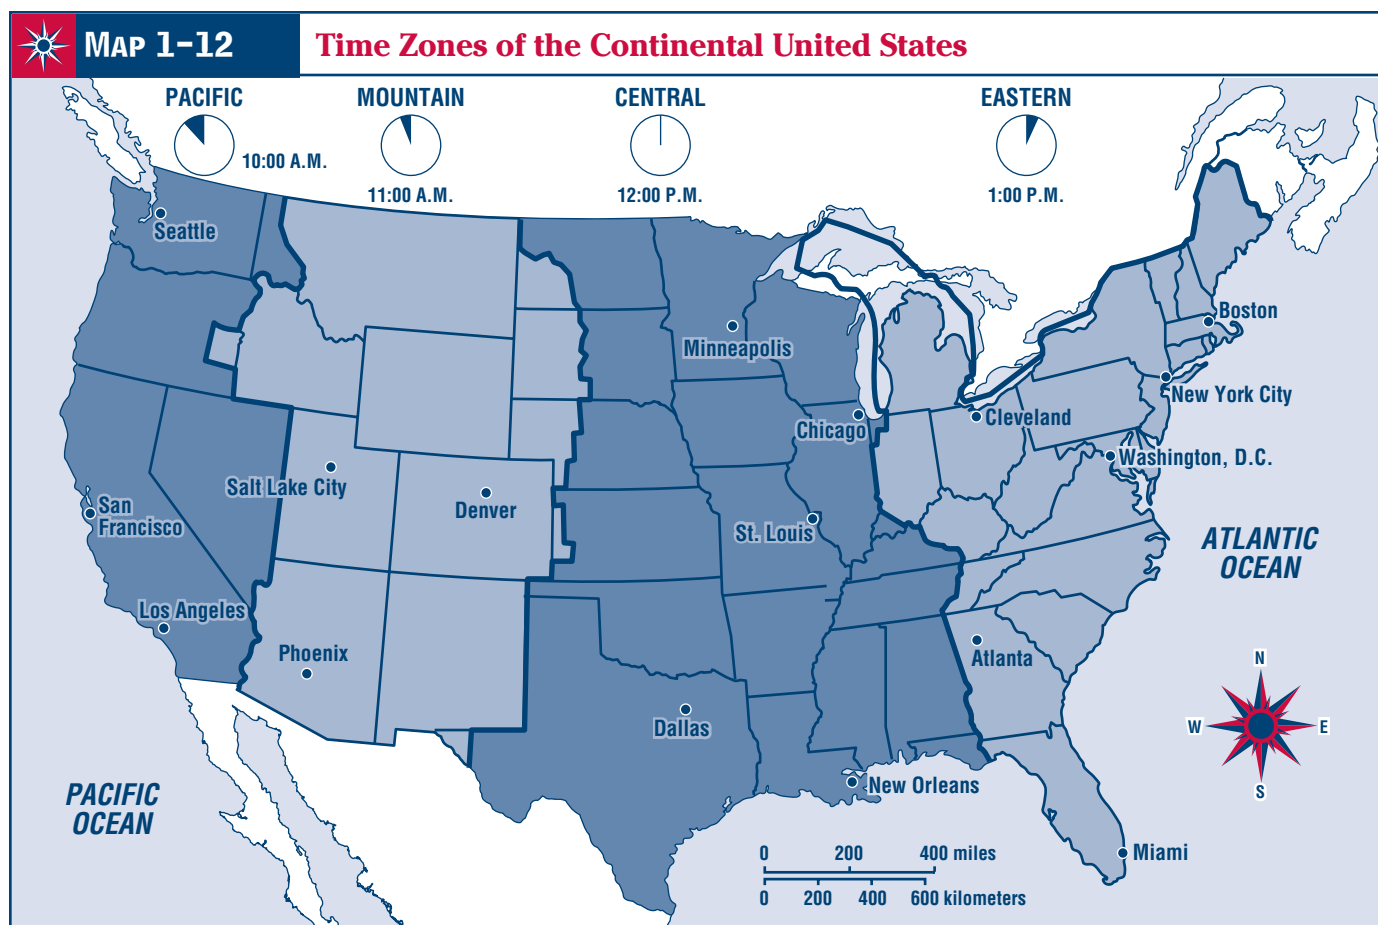 MAP 1–12
Time Zones of the Continental United States
PACIFIC
MOUNTAIN
CENTRAL
EASTERN
10:00 A.M.
11:00 A.M.
12:00 P.M.
1:00 P.M.
Seattle
Boston
Minneapolis
New York City
Chicago
Cleveland
Washington, D.C.
Salt Lake City
Denver
San
Francisco
St. Louis
ATLANTIC
OCEAN
Los Angeles
Phoenix
Atlanta
N
W
E
S
Dallas
New Orleans
PACIFIC
OCEAN
Miami
0 200 400 miles
0 200 400 600 kilometers